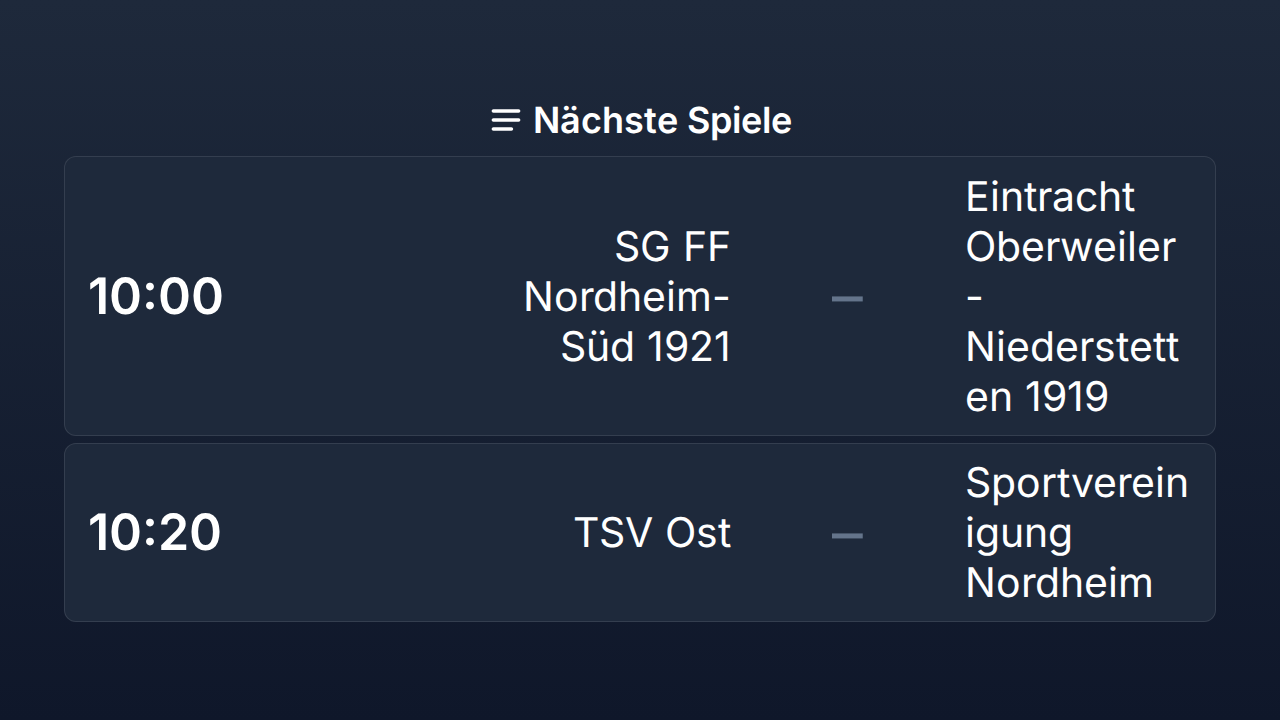 Nächste Spiele
10:00
SG FF
Nordheim-
Süd 1921
–
Eintracht
Oberweiler
-
Niederstett
en 1919
10:20
TSV Ost
–
Sportverein
igung
Nordheim